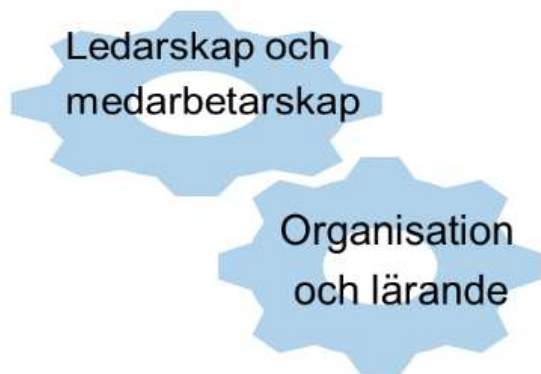 Ledarskap och
medarbetarskap
Organisation
och lärande